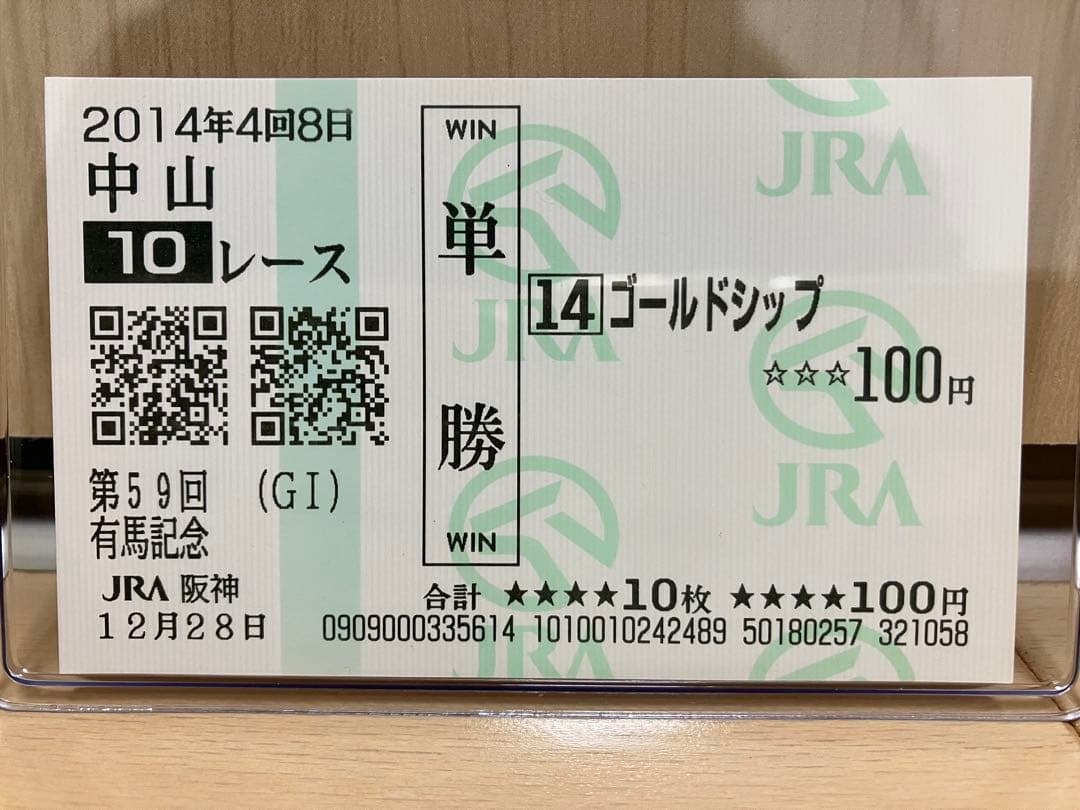 2014年4回8日
中山
10レース
第59回 (GI)
有馬記念
JRA 阪神
12月28日
WIN
単勝
WIN
14 ゴールドシップ
☆☆☆100円
合計 ★★★★10枚 ★★★★100円
0909000335614 1010010242489 50180257 321058
JRA
JRA
JRA
JRA